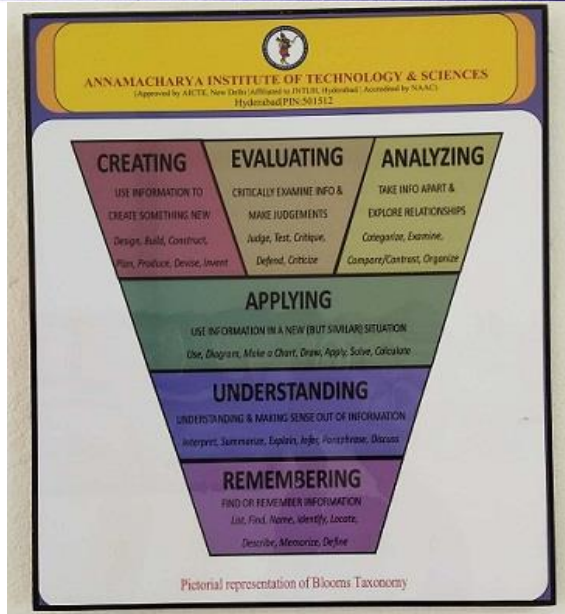 ANNAMACHARYA INSTITUTE OF TECHNOLOGY & SCIENCES
(Approved by AICTE, New Delhi |Affiliated to JNTUH, Hyderabad | Accredited by NAAC)
Hyderabad|PIN:501512
CREATING
USE INFORMATION TO
CREATE SOMETHING NEW
Design, Build, Construct,
Plan, Produce, Devise, Invent
EVALUATING
CRITICALLY EXAMINE INFO &
MAKE JUDGEMENTS
Judge, Test, Critique,
Defend, Criticize
ANALYZING
TAKE INFO APART &
EXPLORE RELATIONSHIPS
Categorize, Examine,
Compare/Contrast, Organize
APPLYING
USE INFORMATION IN A NEW (BUT SIMILAR) SITUATION
Use, Diagram, Make a Chart, Draw, Apply, Solve, Calculate
UNDERSTANDING
UNDERSTANDING & MAKING SENSE OUT OF INFORMATION
Interpret, Summarize, Explain, Infer, Paraphrase, Discuss
REMEMBERING
FIND OR REMEMBER INFORMATION
List, Find, Name, Identify, Locate,
Describe, Memorize, Define
Pictorial representation of Blooms Taxonomy